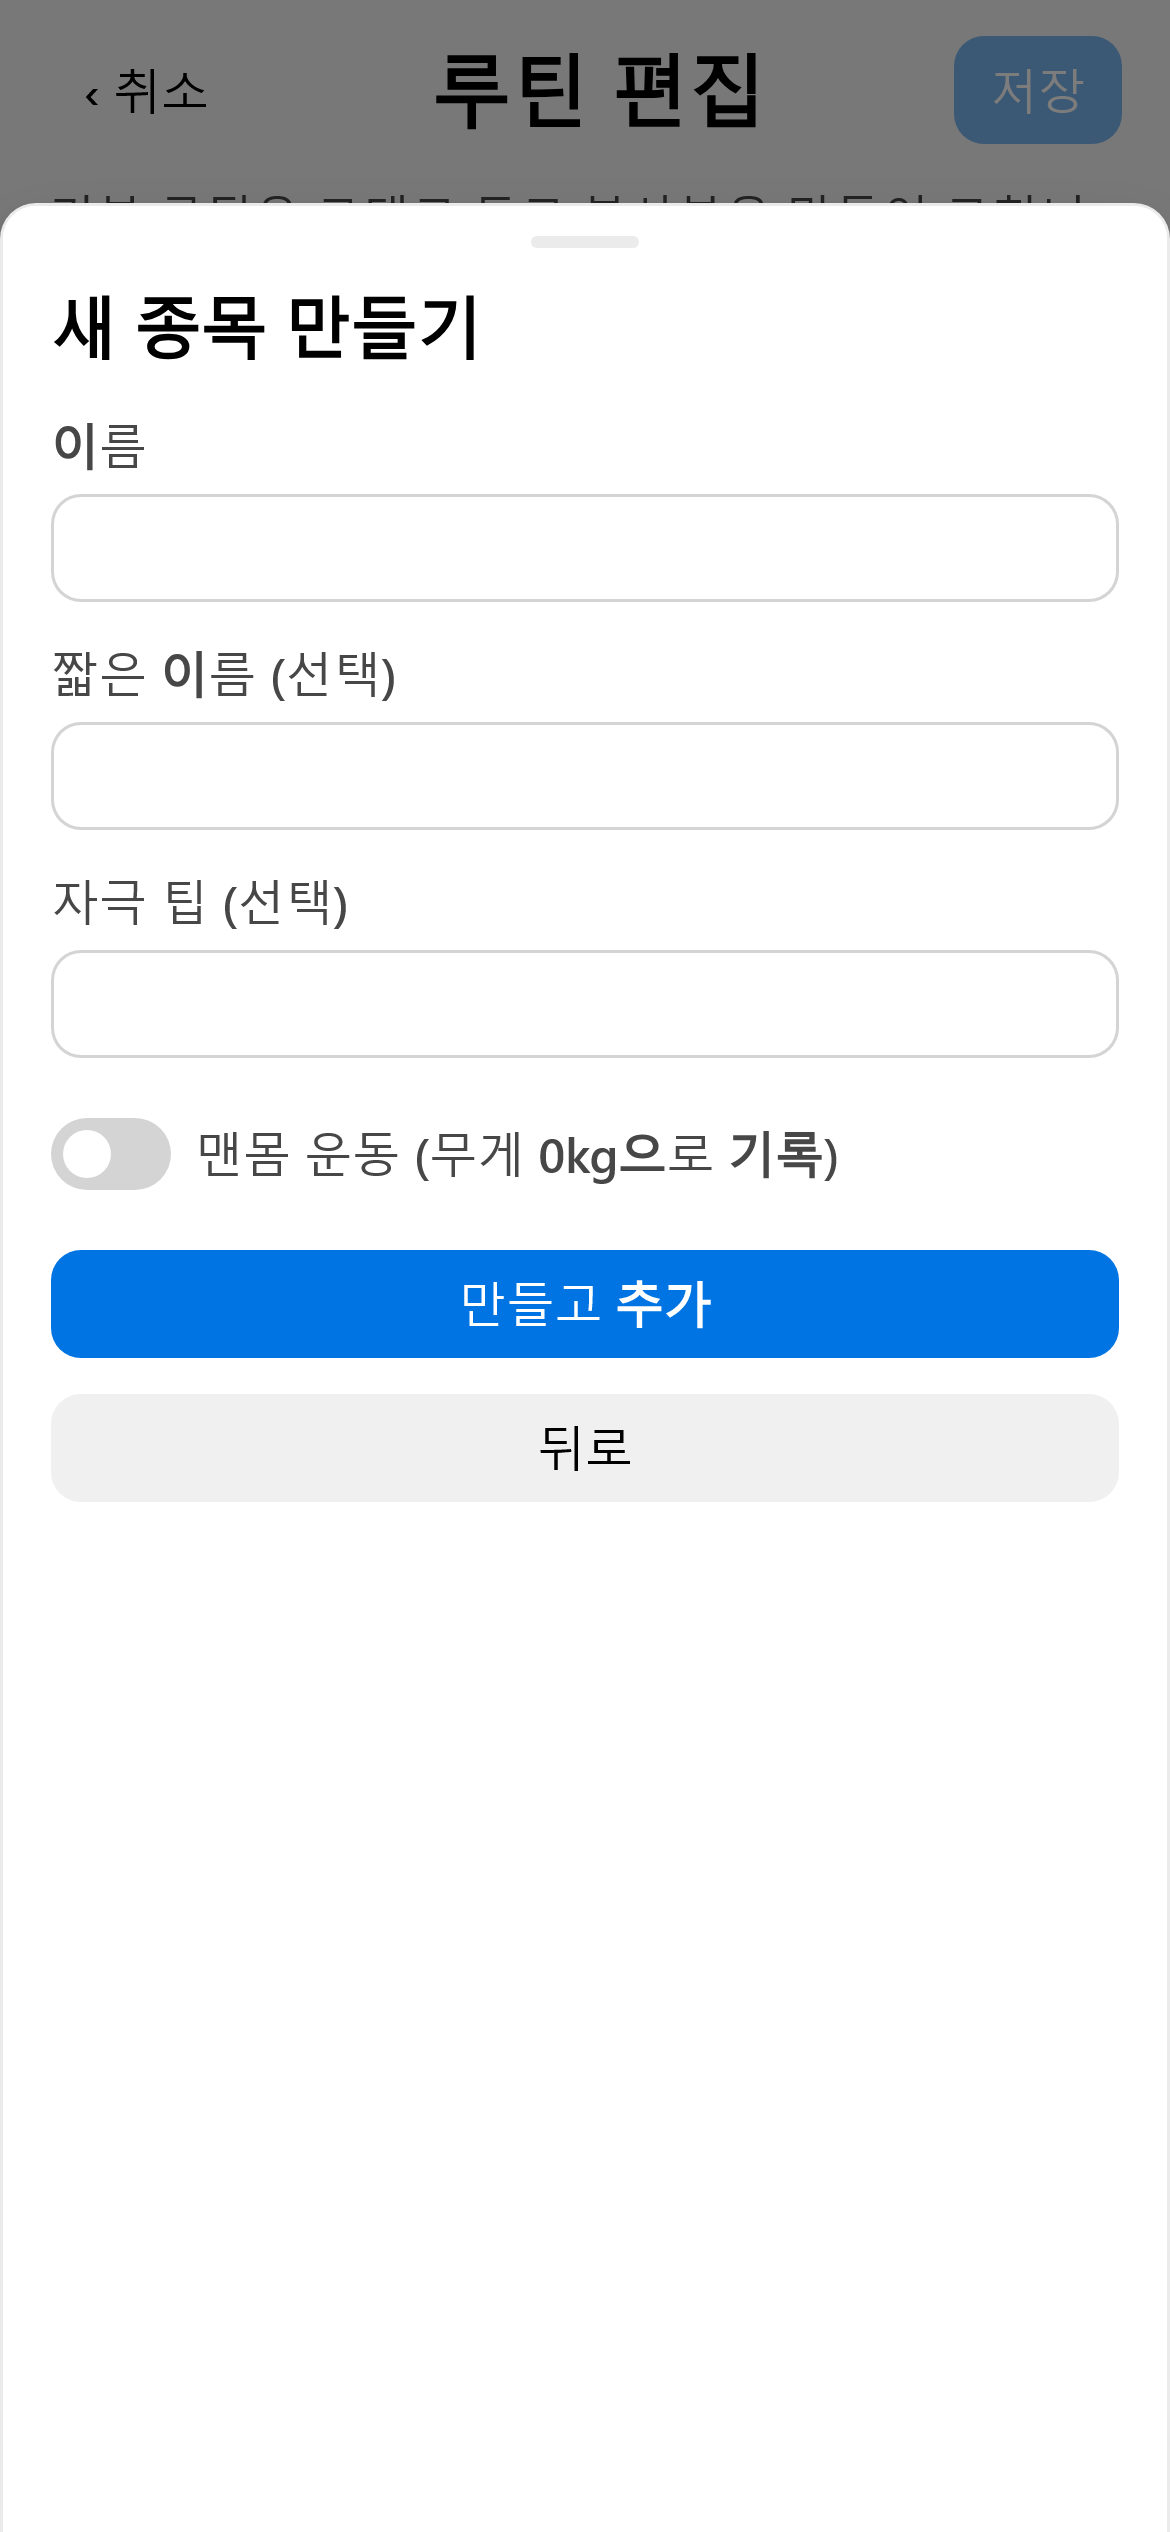 ‹ 취소
루틴 편집
저장
새 종목 만들기
이름
짧은 이름 (선택)
자극 팁 (선택)
맨몸 운동 (무게 0kg으로 기록)
만들고 추가
뒤로